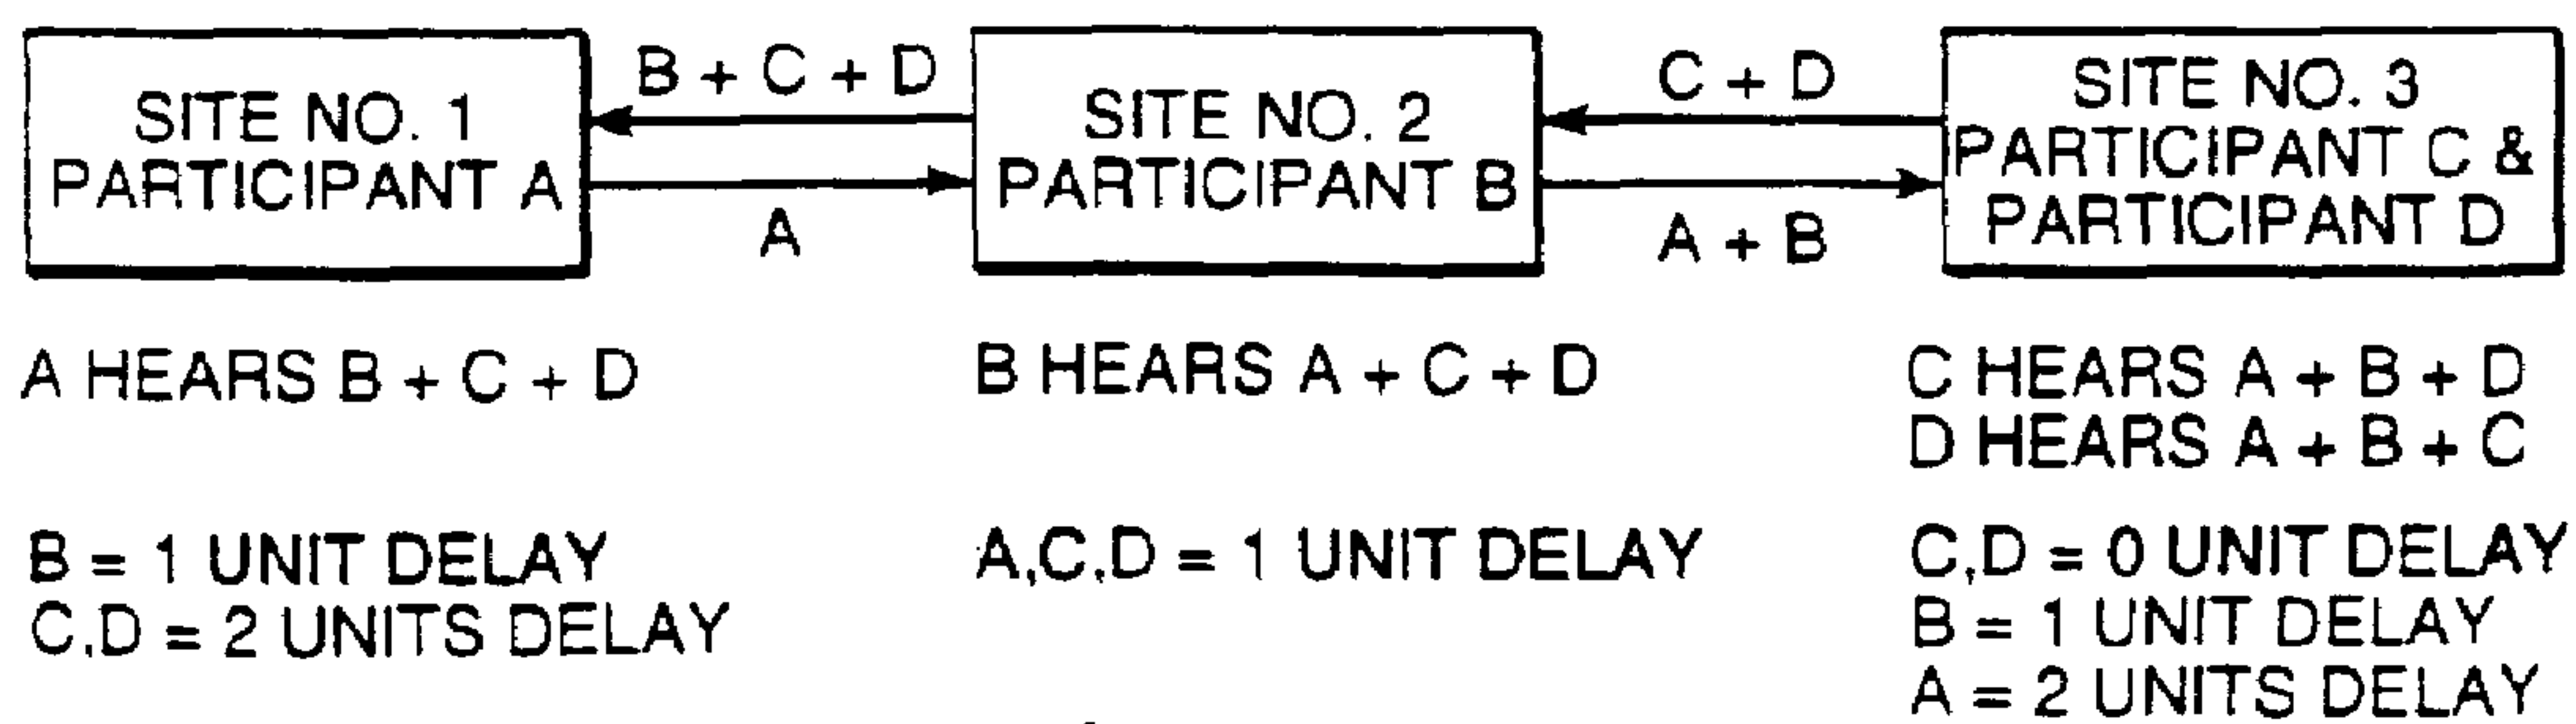 SITE NO. 1
PARTICIPANT A
B + C + D
A
SITE NO. 2
PARTICIPANT B
C + D
A + B
SITE NO. 3
PARTICIPANT C &
PARTICIPANT D
A HEARS B + C + D
B HEARS A + C + D
C HEARS A + B + D
D HEARS A + B + C
B = 1 UNIT DELAY
C,D = 2 UNITS DELAY
A,C,D = 1 UNIT DELAY
C,D = 0 UNIT DELAY
B = 1 UNIT DELAY
A = 2 UNITS DELAY